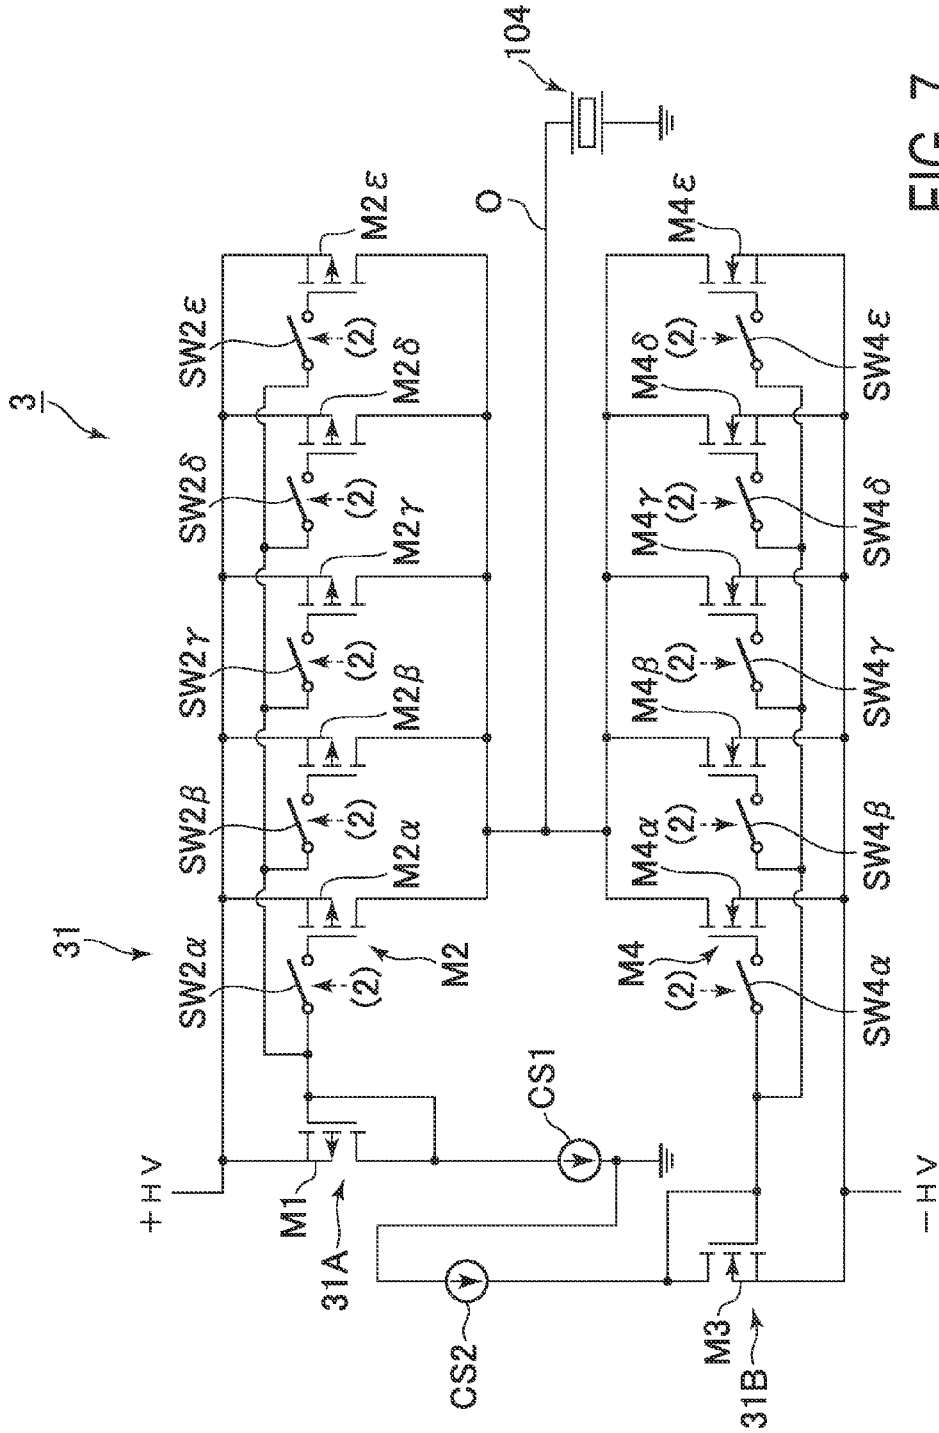 3
31
+HV
SW2α
SW2β
SW2γ
SW2δ
SW2ε
M1
31A
(2)
(2)
(2)
(2)
(2)
M2α
M2β
M2γ
M2δ
M2ε
M2
CS2
CS1
O
104
M4
M4α
M4β
M4γ
M4δ
M4ε
(2)
(2)
(2)
(2)
(2)
M3
31B
SW4α
SW4β
SW4γ
SW4δ
SW4ε
−HV
FIG. 7